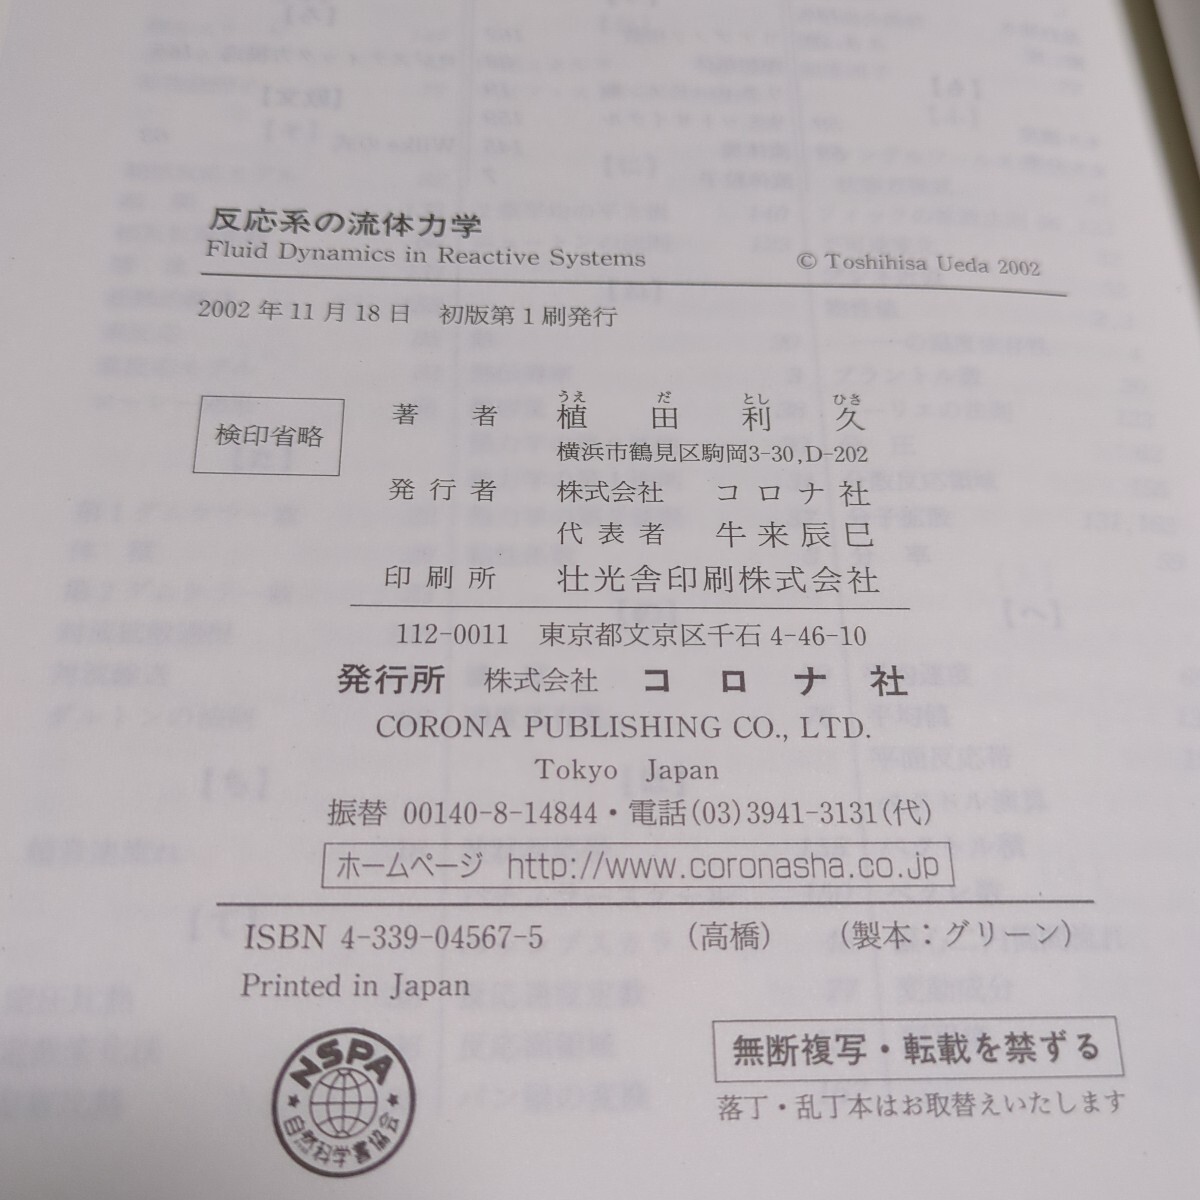 反応系の流体力学
Fluid Dynamics in Reactive Systems
© Toshihisa Ueda 2002
2002年11月18日 初版第1刷発行
検印省略
うえ だ とし ひさ
著者 植田利久
横浜市鶴見区駒岡3-30,D-202
発行者 株式会社 コロナ社
代表者 牛来辰巳
印刷所 壮光舎印刷株式会社
112-0011 東京都文京区千石4-46-10
発行所 株式会社 コロナ社
CORONA PUBLISHING CO., LTD.
Tokyo Japan
振替 00140-8-14844・電話(03)3941-3131(代)
ホームページ http://www.coronasha.co.jp
ISBN 4-339-04567-5 (高橋) (製本:グリーン)
Printed in Japan
NSPA
自然科学書協会
無断複写・転載を禁ずる
落丁・乱丁本はお取替えいたします